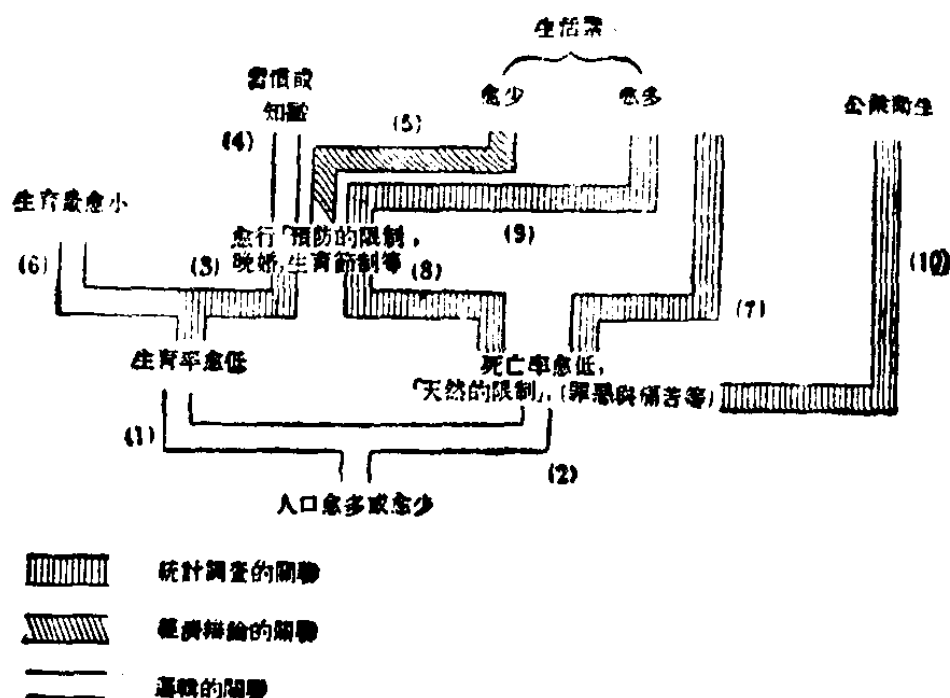 生活業
習慣或
知識
愈少
愈多
公眾衛生
(4)
(5)
生育數愈小
愈行「預防的限制,
晚婚,生育節制等
(9)
(6)
(3)
(8)
(10)
(7)
生育率愈低
死亡率愈低,
「天然的限制」,(罪惡與痛苦等)
(1)
(2)
人口愈多或愈少
統計調查的關聯
經濟辯論的關聯
邏輯的關聯